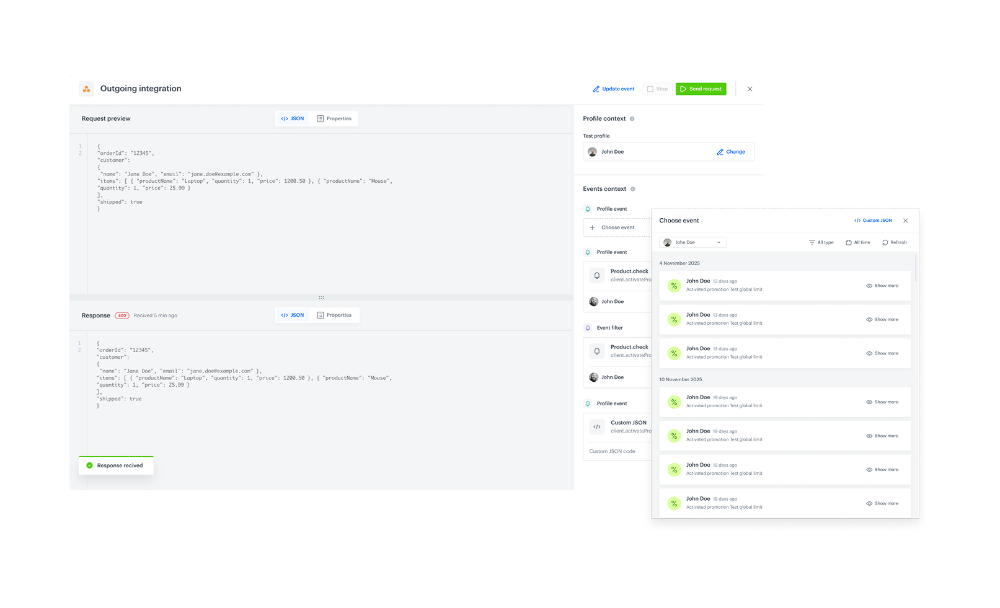 Outgoing integration
Update event
Stop
Send request
Request preview
JSON
Properties
1
2
{
"orderId": "12345",
"customer":
{
"name": "Jane Doe", "email": "jane.doe@example.com" },
"items": [ { "productName": "Laptop", "quantity": 1, "price": 1200.50 }, { "productName": "Mouse",
"quantity": 1, "price": 25.99 }
],
"shipped": true
}
Response
400
Recived 5 min ago
JSON
Properties
1
2
{
"orderId": "12345",
"customer":
{
"name": "Jane Doe", "email": "jane.doe@example.com" },
"items": [ { "productName": "Laptop", "quantity": 1, "price": 1200.50 }, { "productName": "Mouse",
"quantity": 1, "price": 25.99 }
],
"shipped": true
}
Response recived
Profile context
Test profile
John Doe
Change
Events context
Profile event
Choose event
Profile event
Product.check
client.activatePro
John Doe
Event filter
Product.check
client.activatePro
John Doe
Profile event
Custom JSON
client.activatePro
Custom JSON code
Choose event
Custom JSON
John Doe
All type
All time
Refresh
4 November 2025
John Doe 13 days ago
Activated promotion Test global limit
Show more
John Doe 13 days ago
Activated promotion Test global limit
Show more
John Doe 13 days ago
Activated promotion Test global limit
Show more
10 November 2025
John Doe 19 days ago
Activated promotion Test global limit
Show more
John Doe 19 days ago
Activated promotion Test global limit
Show more
John Doe 19 days ago
Activated promotion Test global limit
Show more
John Doe 19 days ago
Activated promotion Test global limit
Show more